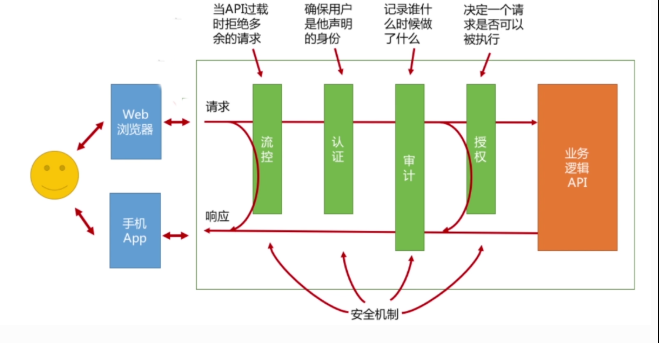 当API过载
时拒绝多
余的请求
确保用户
是他声明
的身份
记录谁什
么时候做
了什么
决定一个请
求是否可以
被执行
Web
浏览器
手机
App
请求
响应
流
控
认
证
审
计
授
权
业务
逻辑
API
安全机制